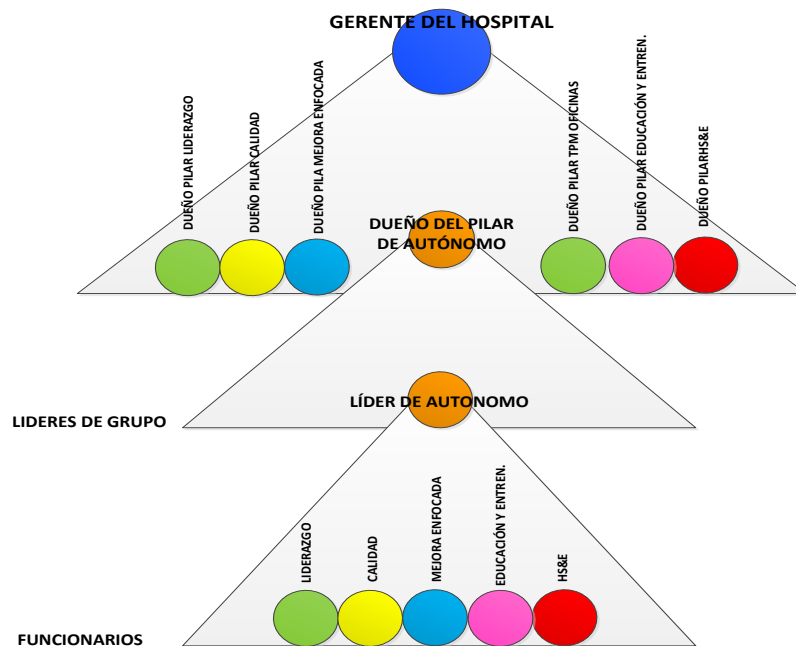 GERENTE DEL HOSPITAL
DUEÑO PILAR LIDERAZGO
DUEÑO PILAR CALIDAD
DUEÑO PILA MEJORA ENFOCADA
DUEÑO PILAR TPM OFICINAS
DUEÑO PILAR EDUCACIÓN Y ENTREN.
DUEÑO PILARHS&E
DUEÑO DEL PILAR
DE AUTÓNOMO
LÍDER DE AUTONOMO
LIDERES DE GRUPO
LIDERAZGO
CALIDAD
MEJORA ENFOCADA
EDUCACIÓN Y ENTREN.
HS&E
FUNCIONARIOS